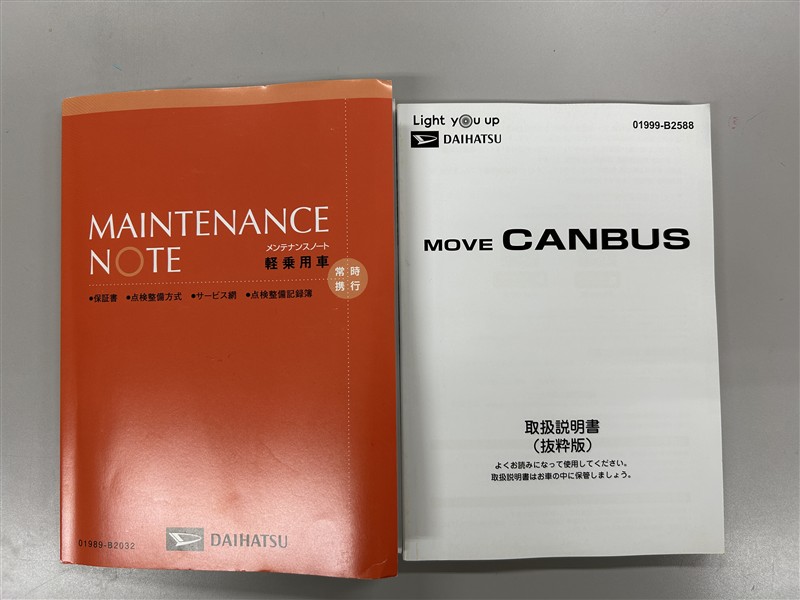 MAINTENANCE
NOTE
メンテナンスノート
軽乗用車
常時
携行
●保証書 ●点検整備方式 ●サービス網 ●点検整備記録簿
01989-B2032
DAIHATSU
Light you up
DAIHATSU
01999-B2588
MOVE CANBUS
取扱説明書
(抜粋版)
よくお読みになって使用してください。
取扱説明書はお車の中に保管しましょう。